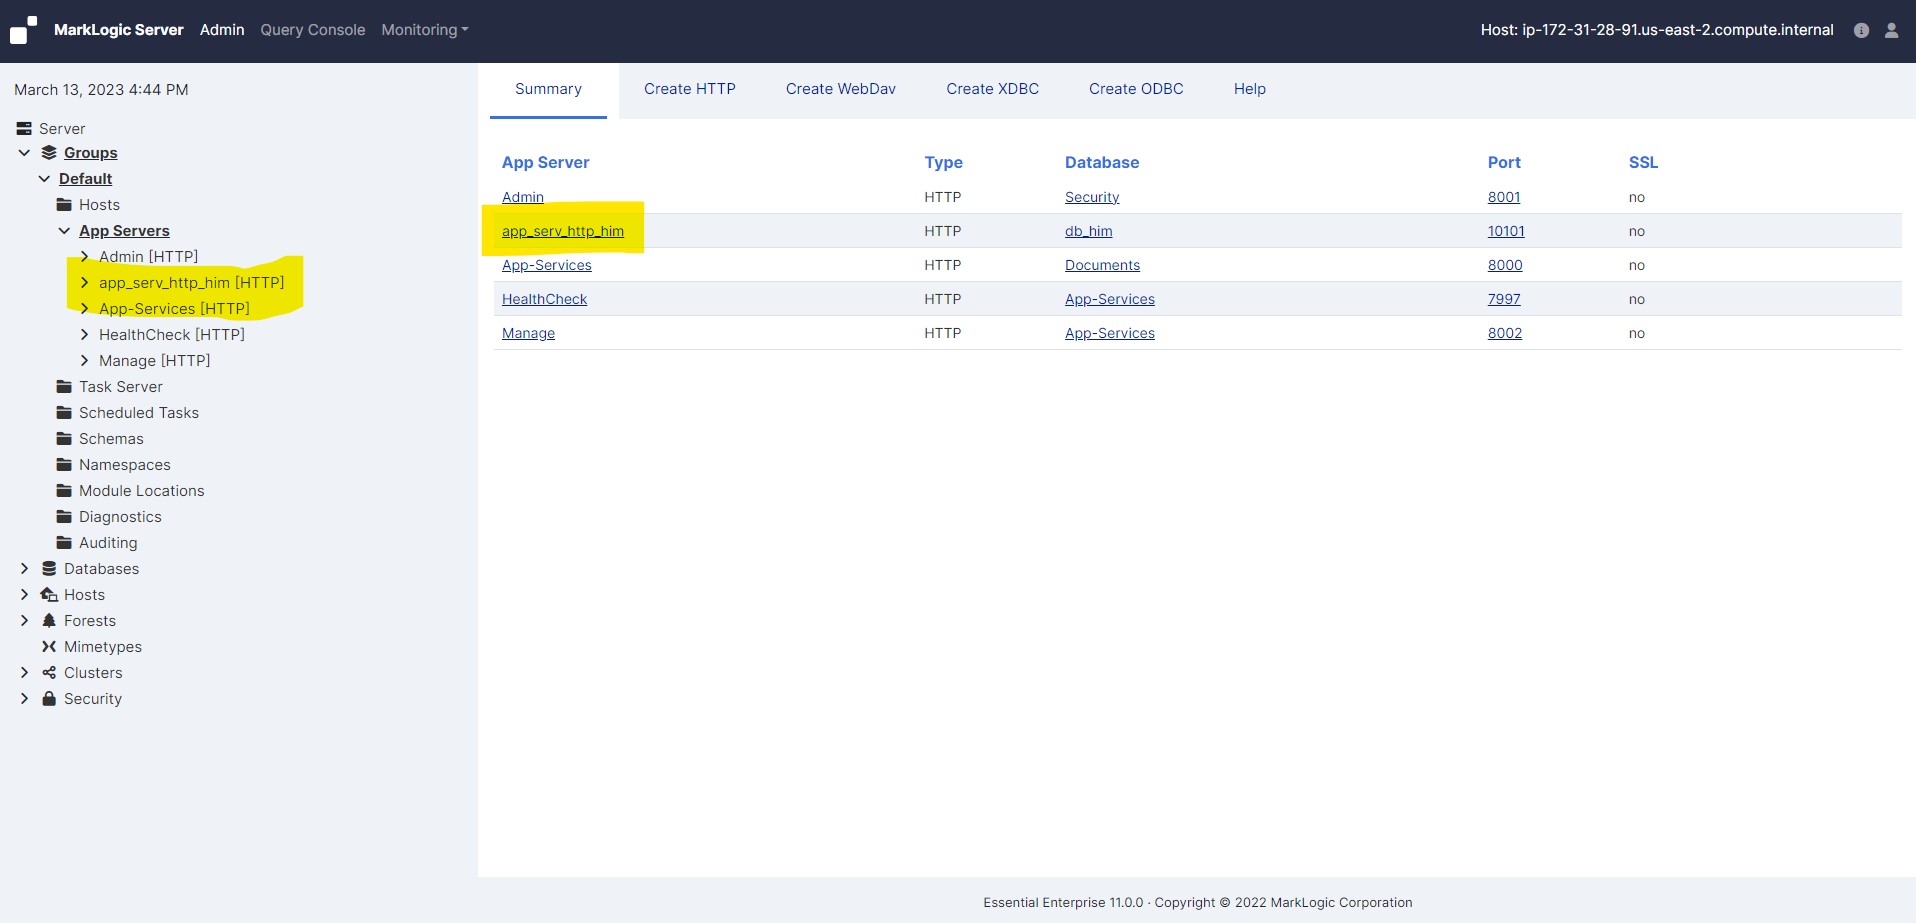 MarkLogic Server Admin Query Console Monitoring Host: ip-172-31-28-91.us-east-2.compute.internal
March 13, 2023 4:44 PM
Server
Groups
Default
Hosts
App Servers
Admin [HTTP]
app_serv_http_him [HTTP]
App-Services [HTTP]
HealthCheck [HTTP]
Manage [HTTP]
Task Server
Scheduled Tasks
Schemas
Namespaces
Module Locations
Diagnostics
Auditing
Databases
Hosts
Forests
Mimetypes
Clusters
Security
Summary Create HTTP Create WebDav Create XDBC Create ODBC Help
App Server Type Database Port SSL
Admin HTTP Security 8001 no
app_serv_http_him HTTP db_him 10101 no
App-Services HTTP Documents 8000 no
HealthCheck HTTP App-Services 7997 no
Manage HTTP App-Services 8002 no
Essential Enterprise 11.0.0 · Copyright © 2022 MarkLogic Corporation